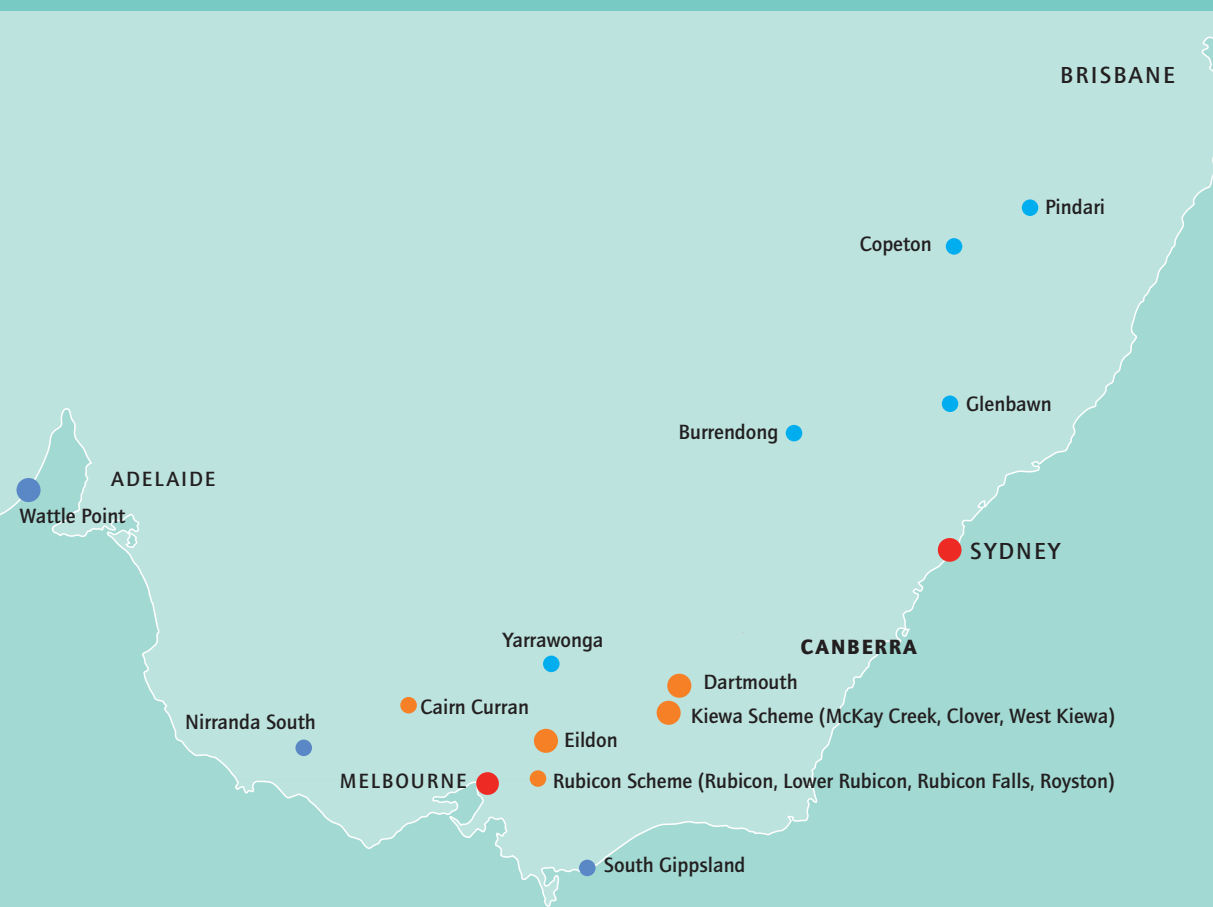 BRISBANE
Pindari
Copeton
Glenbawn
Burrendong
ADELAIDE
Wattle Point
SYDNEY
Yarrawonga
CANBERRA
Dartmouth
Cairn Curran
Kiewa Scheme (McKay Creek, Clover, West Kiewa)
Nirranda South
Eildon
MELBOURNE
Rubicon Scheme (Rubicon, Lower Rubicon, Rubicon Falls, Royston)
South Gippsland